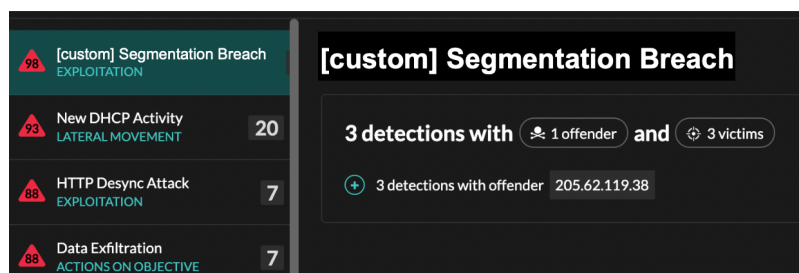 98
[custom] Segmentation Breach
EXPLOITATION
93
New DHCP Activity
LATERAL MOVEMENT
20
88
HTTP Desync Attack
EXPLOITATION
7
88
Data Exfiltration
ACTIONS ON OBJECTIVE
7
[custom] Segmentation Breach
3 detections with 1 offender and 3 victims
3 detections with offender 205.62.119.38